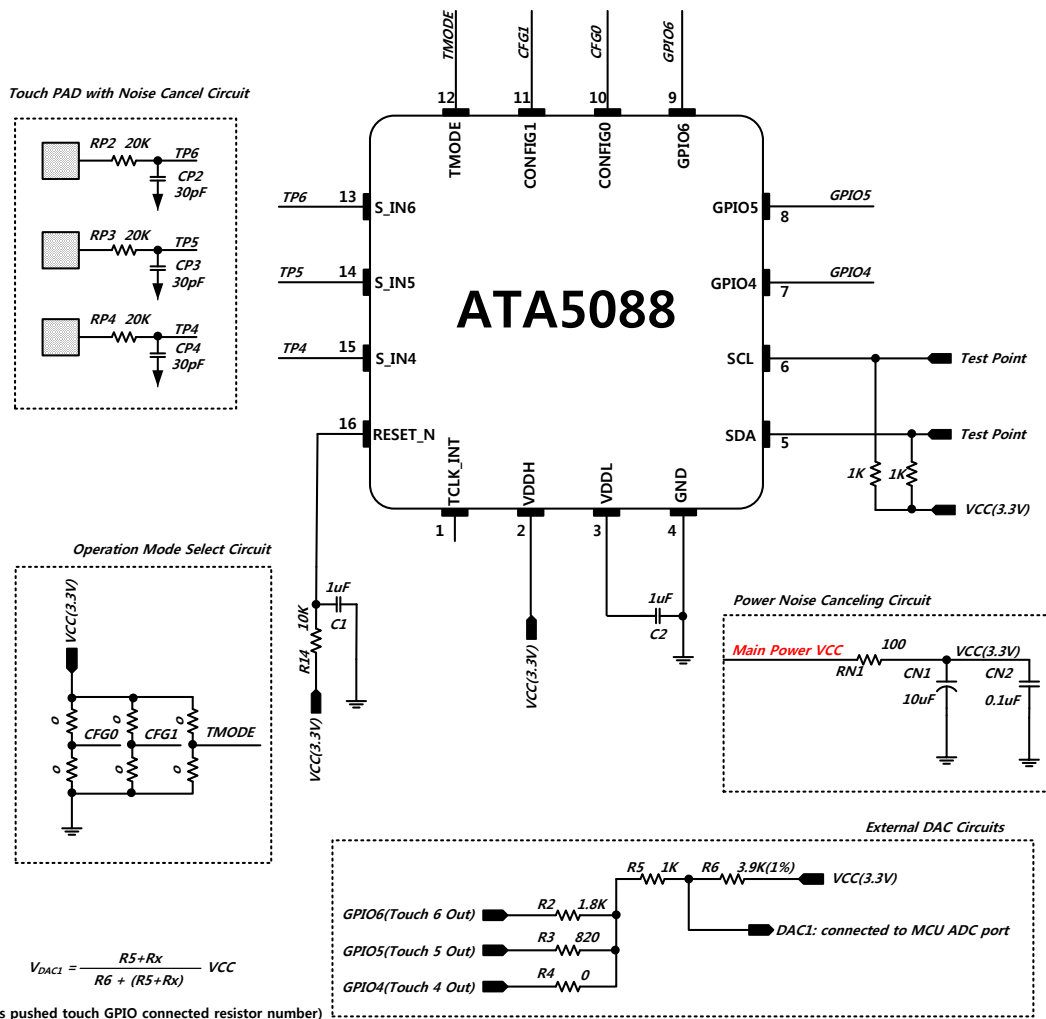 TMODE
CFG1
CFG0
GPIO6
12
11
10
9
TMODE
CONFIG1
CONFIG0
GPIO6
Touch PAD with Noise Cancel Circuit
RP2 20K
TP6
CP2
30pF
RP3 20K
TP5
CP3
30pF
RP4 20K
TP4
CP4
30pF
TP6
13
S_IN6
TP5
14
S_IN5
TP4
15
S_IN4
16
RESET_N
ATA5088
GPIO5
8
GPIO5
GPIO4
7
GPIO4
SCL
6
Test Point
SDA
5
Test Point
1K
1K
VCC(3.3V)
TCLK_INT
VDDH
VDDL
GND
1
2
3
4
Operation Mode Select Circuit
VCC(3.3V)
0
0
0
CFG0
CFG1
TMODE
0
0
0
1uF
C1
10K
R14
VCC(3.3V)
VCC(3.3V)
1uF
C2
Power Noise Canceling Circuit
Main Power VCC
100
RN1
VCC(3.3V)
CN1
10uF
CN2
0.1uF
External DAC Circuits
R5 1K
R6 3.9K(1%)
VCC(3.3V)
GPIO6(Touch 6 Out)
R2 1.8K
DAC1: connected to MCU ADC port
GPIO5(Touch 5 Out)
R3 820
GPIO4(Touch 4 Out)
R4 0
VDAC1 = R5+Rx / R6 + (R5+Rx) VCC
s pushed touch GPIO connected resistor number)